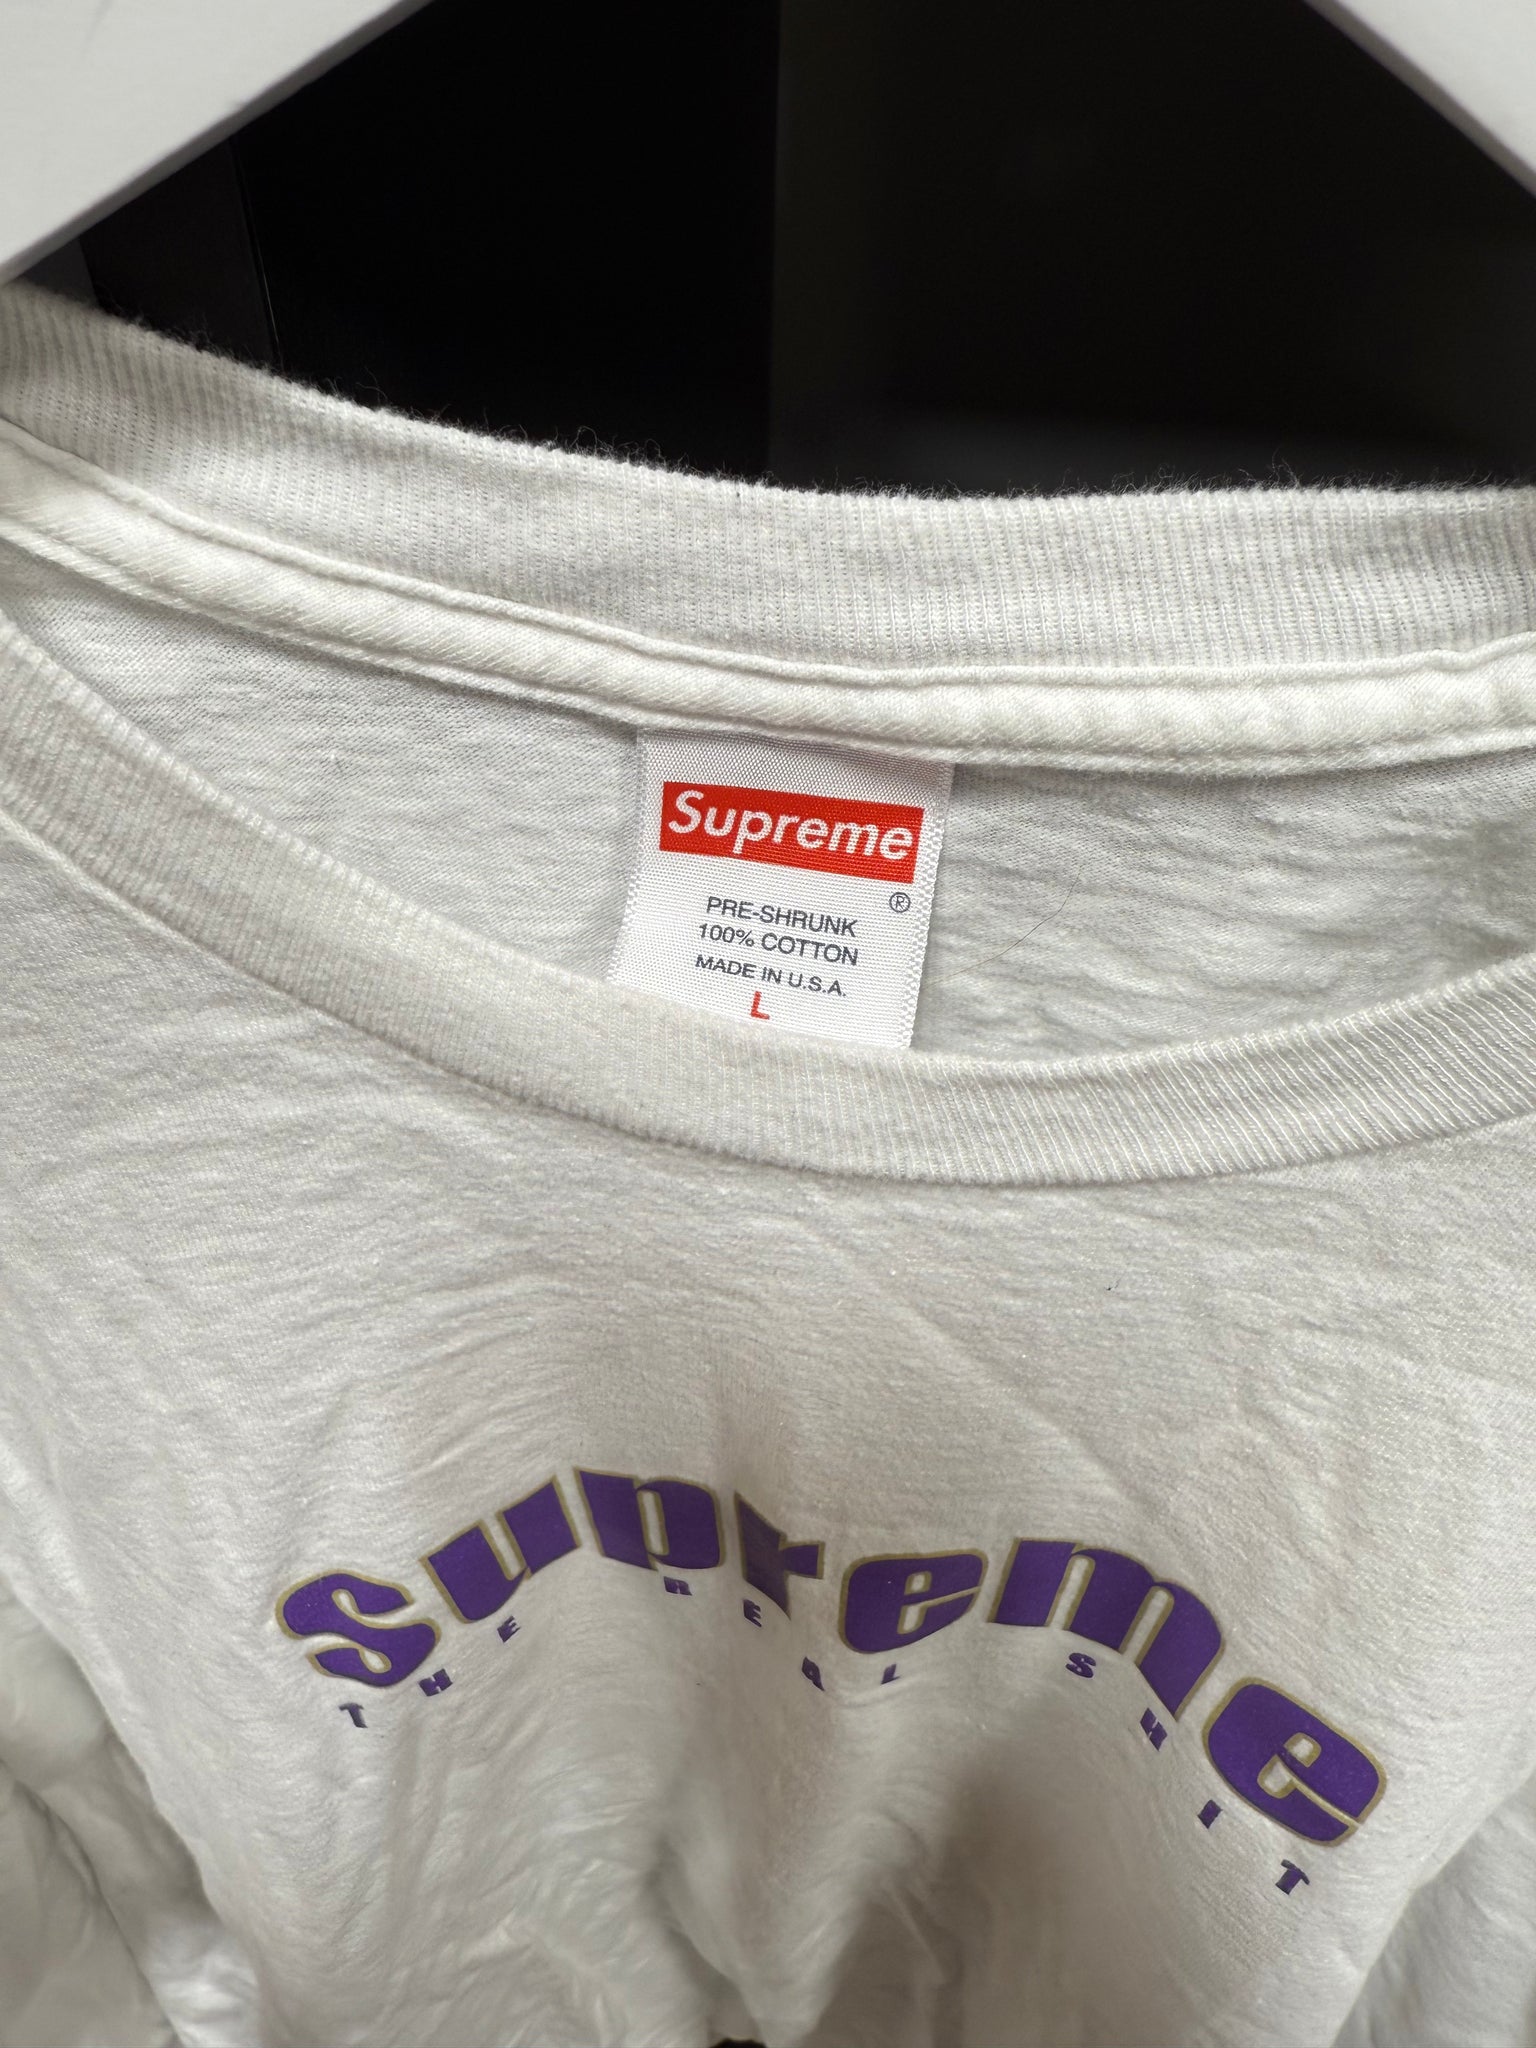 Supreme
®
PRE-SHRUNK
100% COTTON
MADE IN U.S.A.
L
Supreme
THE REAL SHIT